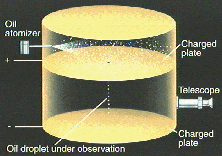 Oil
atomizer
Charged
plate
+
Telescope
-
Charged
plate
Oil droplet under observation